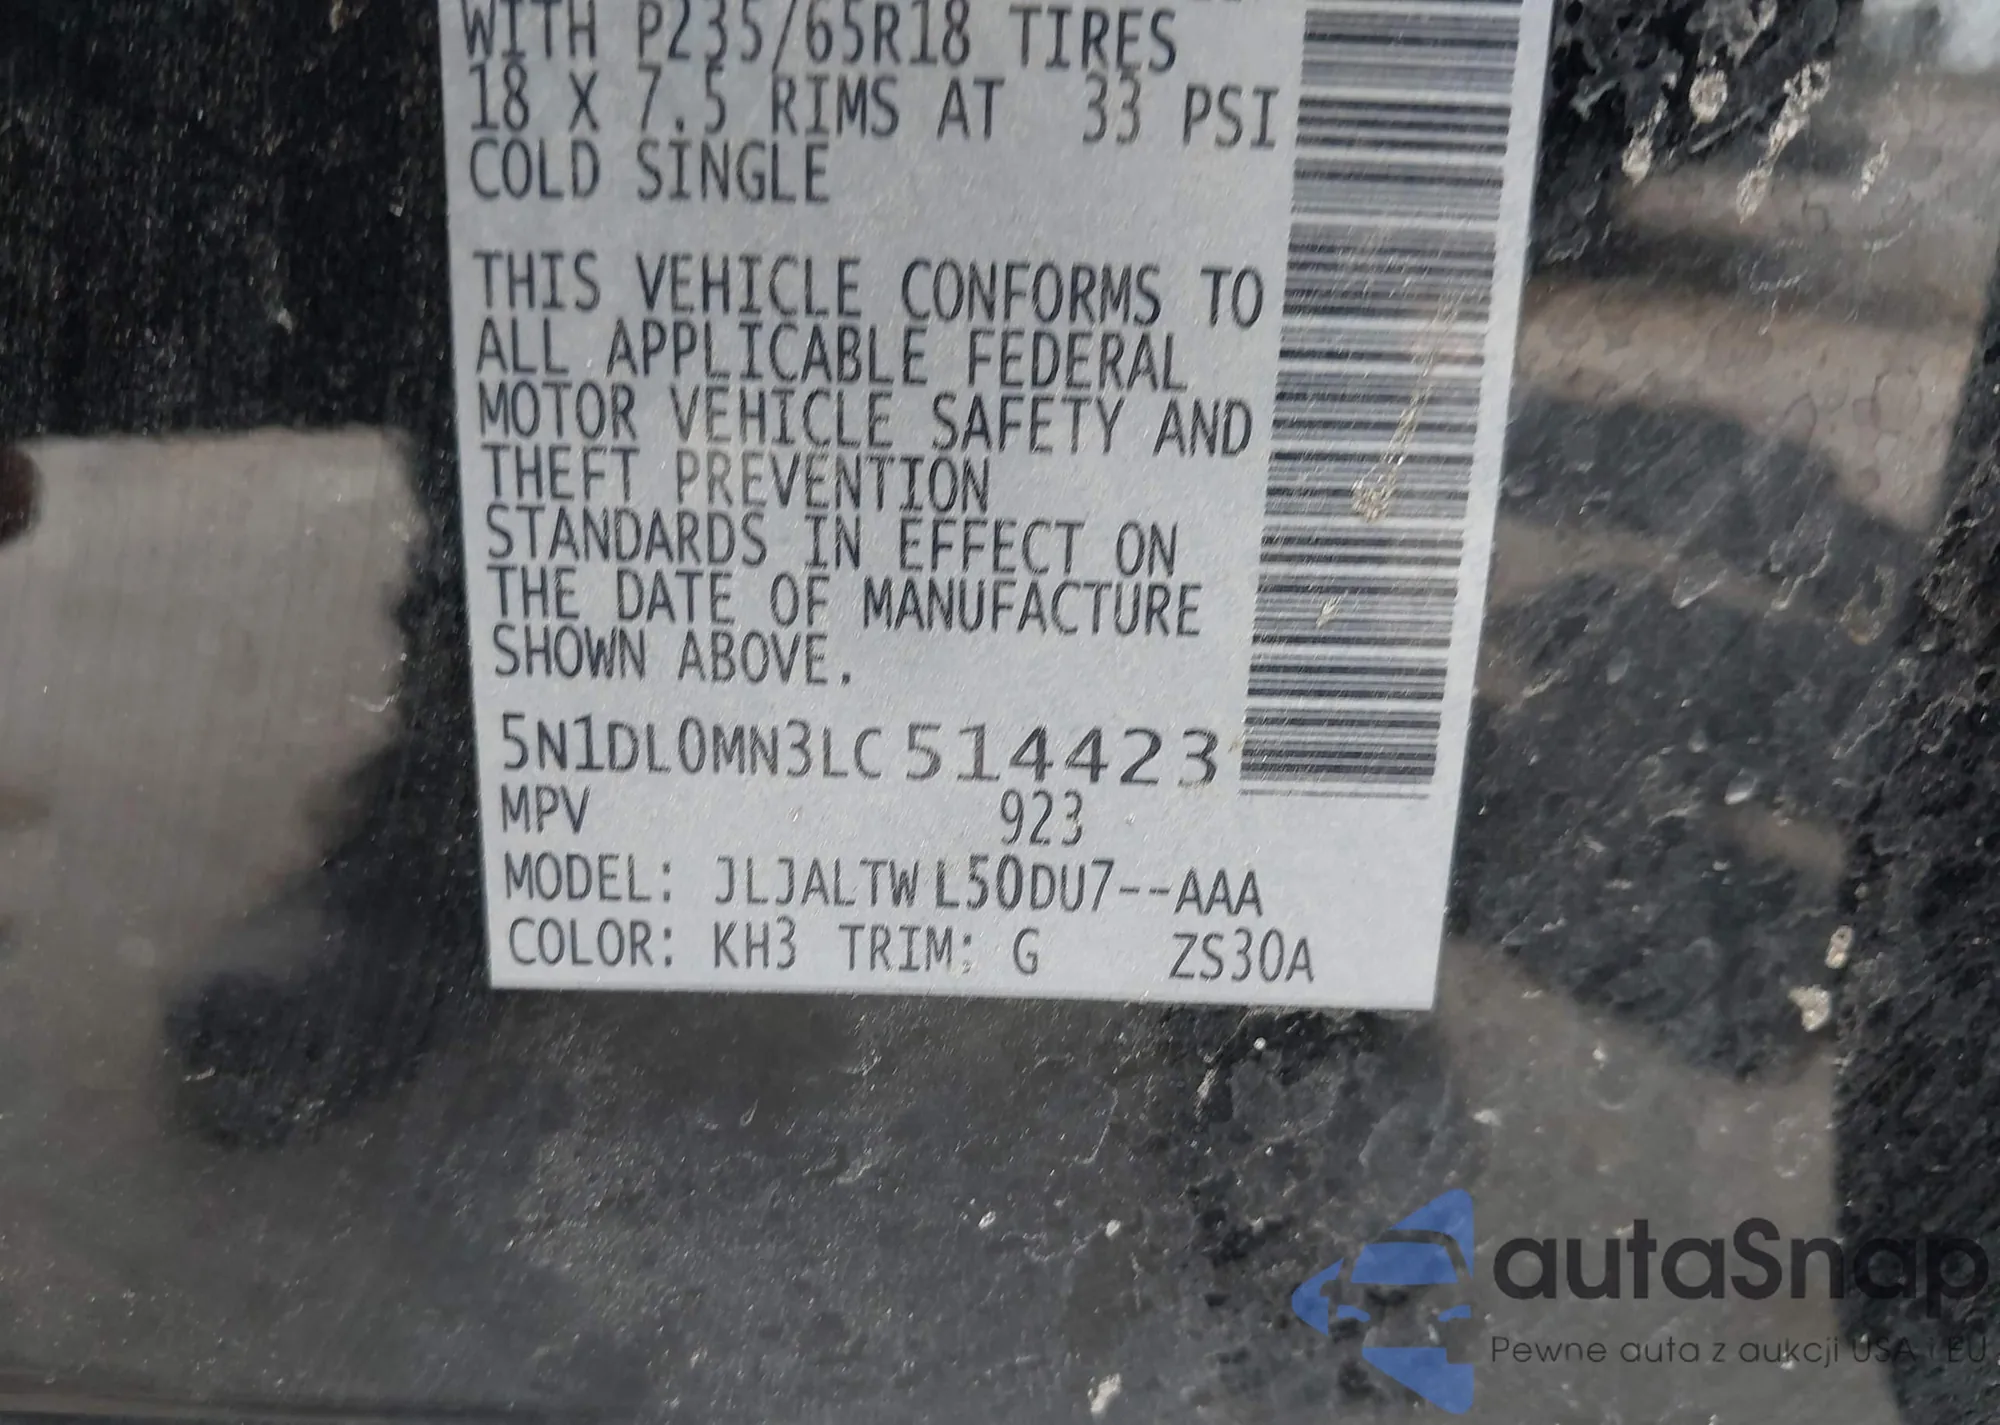 WITH P235/65R18 TIRES
18 X 7.5 RIMS AT 33 PSI
COLD SINGLE
THIS VEHICLE CONFORMS TO
ALL APPLICABLE FEDERAL
MOTOR VEHICLE SAFETY AND
THEFT PREVENTION
STANDARDS IN EFFECT ON
THE DATE OF MANUFACTURE
SHOWN ABOVE.
5N1DL0MN3LC514423
MPV 923
MODEL: JLJALTWL50DU7--AAA
COLOR: KH3 TRIM: G ZS30A
autaSnap
Pewne auta z aukcji USA i EU